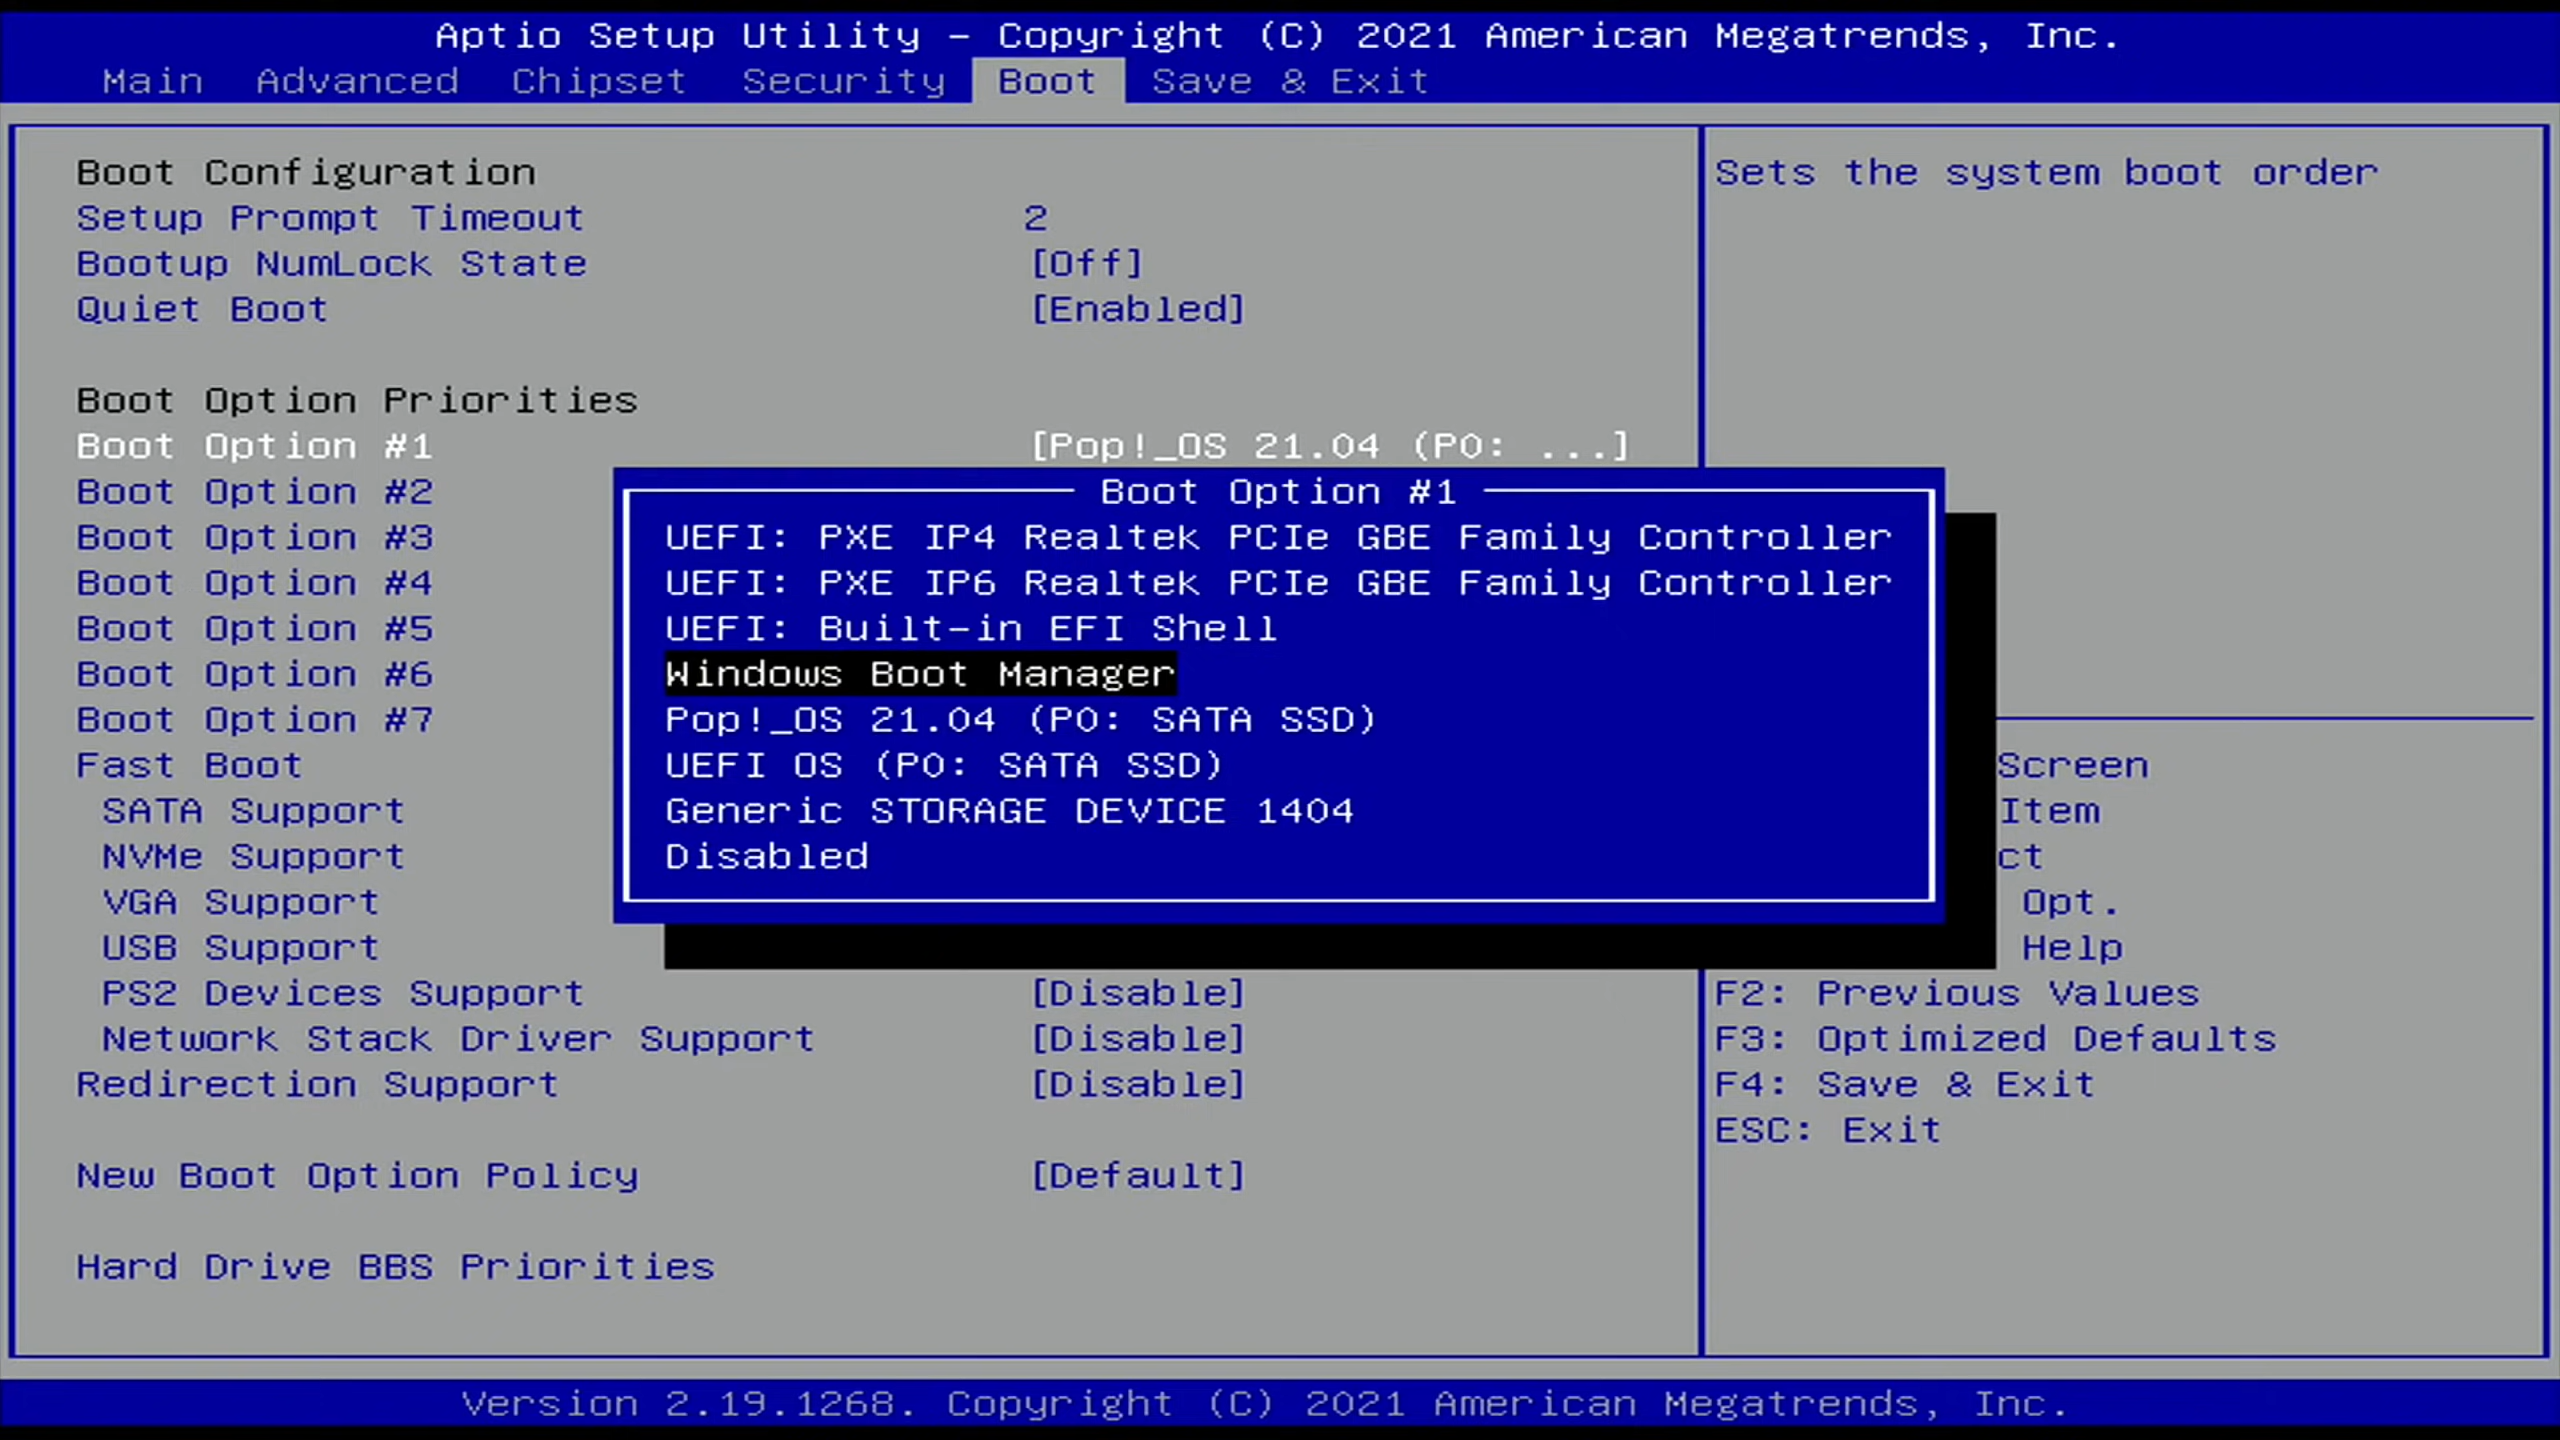 Aptio Setup Utility – Copyright (C) 2021 American Megatrends, Inc.
Main Advanced Chipset Security Boot Save & Exit
Boot Configuration
Setup Prompt Timeout 2
Bootup NumLock State [Off]
Quiet Boot [Enabled]
Boot Option Priorities
Boot Option #1 [Pop!_OS 21.04 (P0: ...]
Boot Option #2
Boot Option #3
Boot Option #4
Boot Option #5
Boot Option #6
Boot Option #7
Fast Boot
SATA Support
NVMe Support
VGA Support
USB Support
PS2 Devices Support [Disable]
Network Stack Driver Support [Disable]
Redirection Support [Disable]
New Boot Option Policy [Default]
Hard Drive BBS Priorities
Boot Option #1
UEFI: PXE IP4 Realtek PCIe GBE Family Controller
UEFI: PXE IP6 Realtek PCIe GBE Family Controller
UEFI: Built-in EFI Shell
Windows Boot Manager
Pop!_OS 21.04 (P0: SATA SSD)
UEFI OS (P0: SATA SSD)
Generic STORAGE DEVICE 1404
Disabled
Sets the system boot order
Screen
Item
ct
Opt.
Help
F2: Previous Values
F3: Optimized Defaults
F4: Save & Exit
ESC: Exit
Version 2.19.1268. Copyright (C) 2021 American Megatrends, Inc.